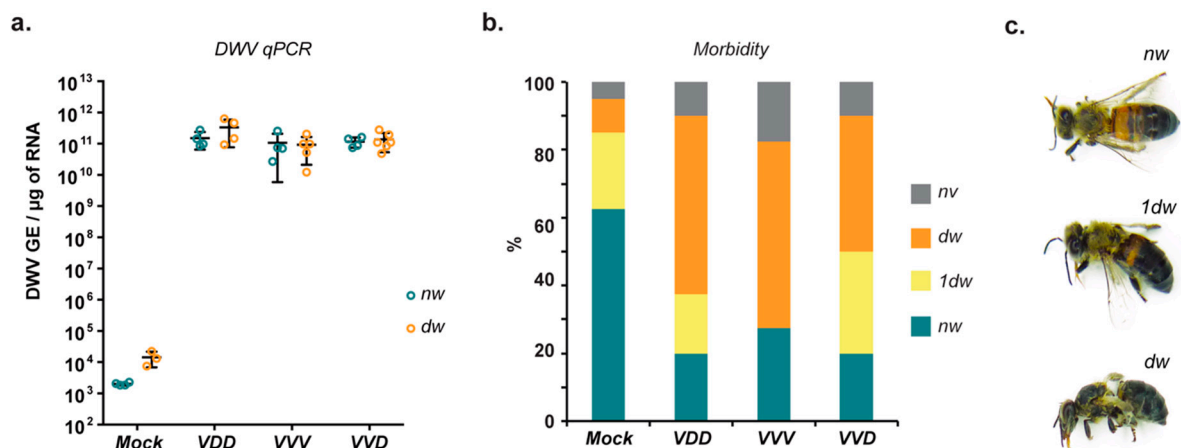 a.
DWV qPCR
DWV GE / µg of RNA
10^13
10^12
10^11
10^10
10^9
10^8
10^7
10^6
10^5
10^4
10^3
10^2
Mock VDD VVV VVD
nw
dw
b.
Morbidity
%
100
80
60
40
20
0
Mock VDD VVV VVD
nv
dw
1dw
nw
c.
nw
1dw
dw